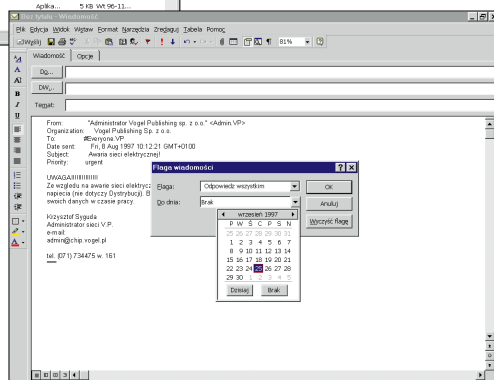 Aplika... 5 KB Wt 96-11...
Bez tytułu - Wiadomość
Plik Edycja Widok Wstaw Format Narzędzia Zredaguj Tabela Pomoc
Wyślij 81%
Wiadomość Opcje
Do...
DW...
Temat:
From: "Administrator Vogel Publishing sp. z o.o." <Admin.VP>
Organization: Vogel Publishing Sp. z o.o.
To: #Everyone.VP
Date sent: Fri, 8 Aug 1997 10:12:21 GMT+0100
Subject: Awaria sieci elektrycznej!
Priority: urgent
Ze względu na awarie sieci elektrycz
napiecia (nie dotyczy Dystrybucji). B
swoich danych w czasie pracy.
Krzysztof Syguda
Administrator sieci V.P.
e-mail:
admin@chip.vogel.pl
tel. (071) 734475 w. 161
Flaga wiadomości
Flaga: Odpowiedz wszystkim OK
Do dnia: Brak Anuluj
Wyczyść flagę
wrzesień 1997
P W Ś C P S N
25 26 27 28 29 30 31
1 2 3 4 5 6 7
8 9 10 11 12 13 14
15 16 17 18 19 20 21
22 23 24 25 26 27 28
29 30 1 2 3 4 5
Dzisiaj Brak